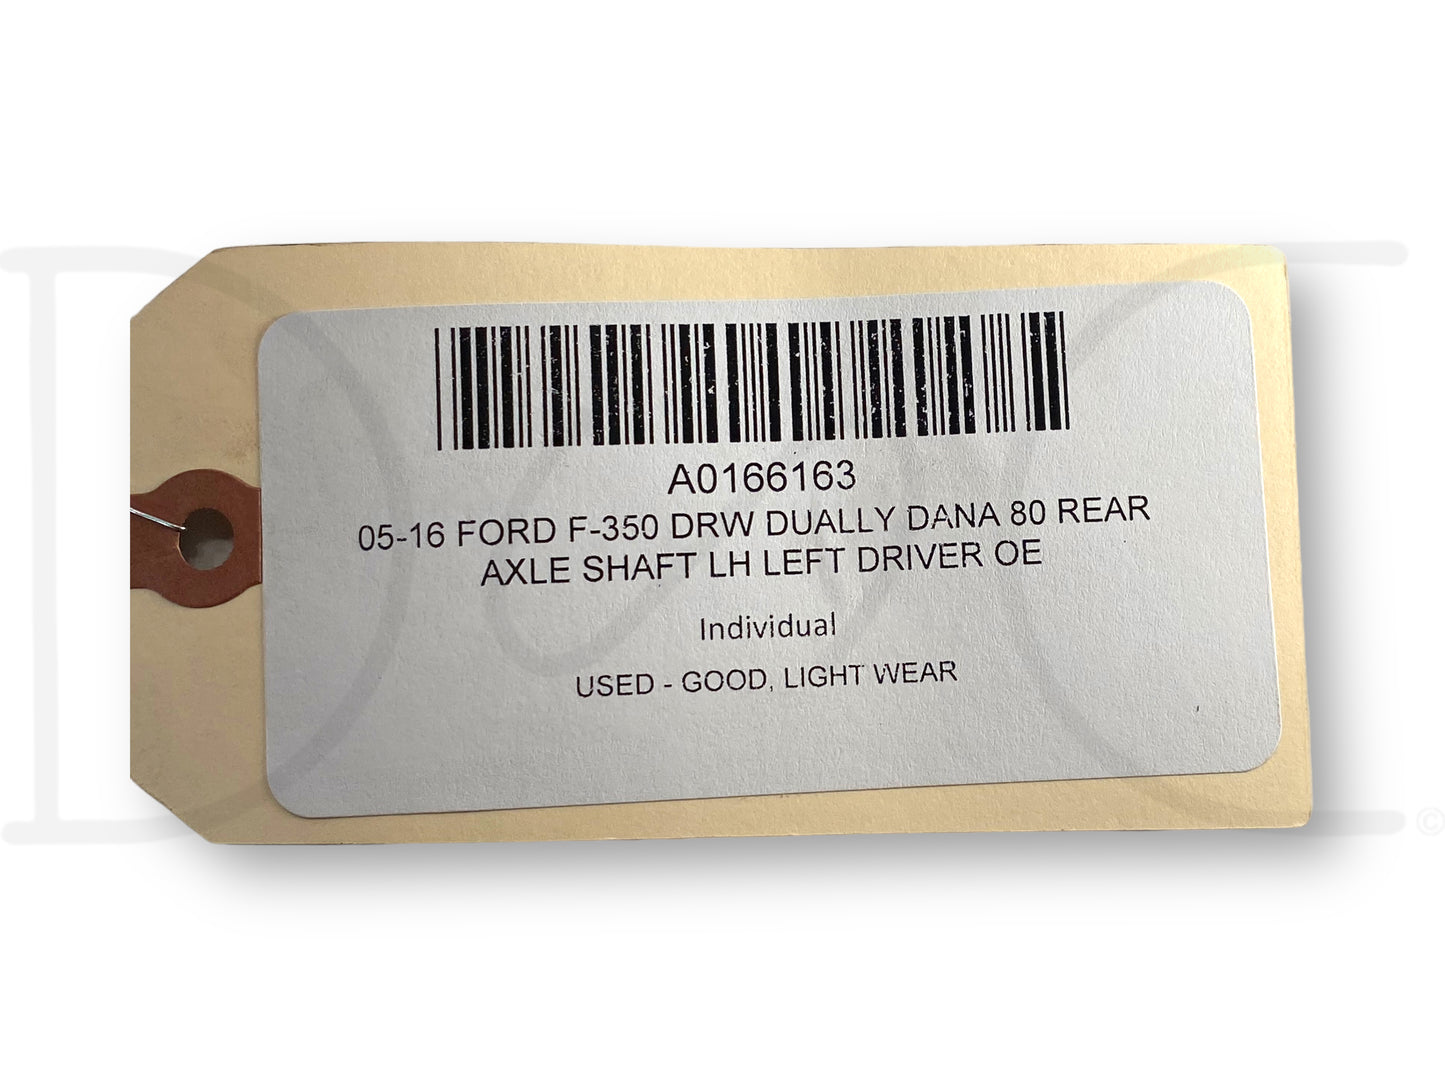 A0166163
05-16 FORD F-350 DRW DUALLY DANA 80 REAR
AXLE SHAFT LH LEFT DRIVER OE
Individual
USED - GOOD, LIGHT WEAR
©